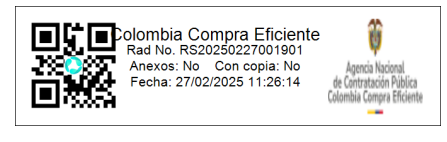 Colombia Compra Eficiente
Rad No. RS20250227001901
Anexos: No Con copia: No
Fecha: 27/02/2025 11:26:14
Agencia Nacional
de Contratación Pública
Colombia Compra Eficiente